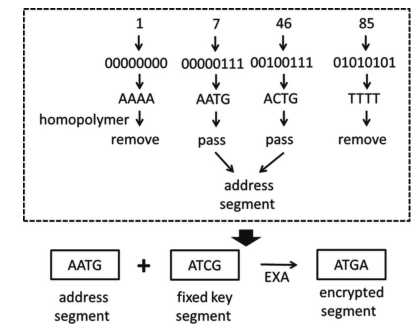 1 7 46 85
00000000 00000111 00100111 01010101
AAAA AATG ACTG TTTT
homopolymer
remove pass pass remove
address
segment
AATG + ATCG EXA ATGA
address fixed key encrypted
segment segment segment